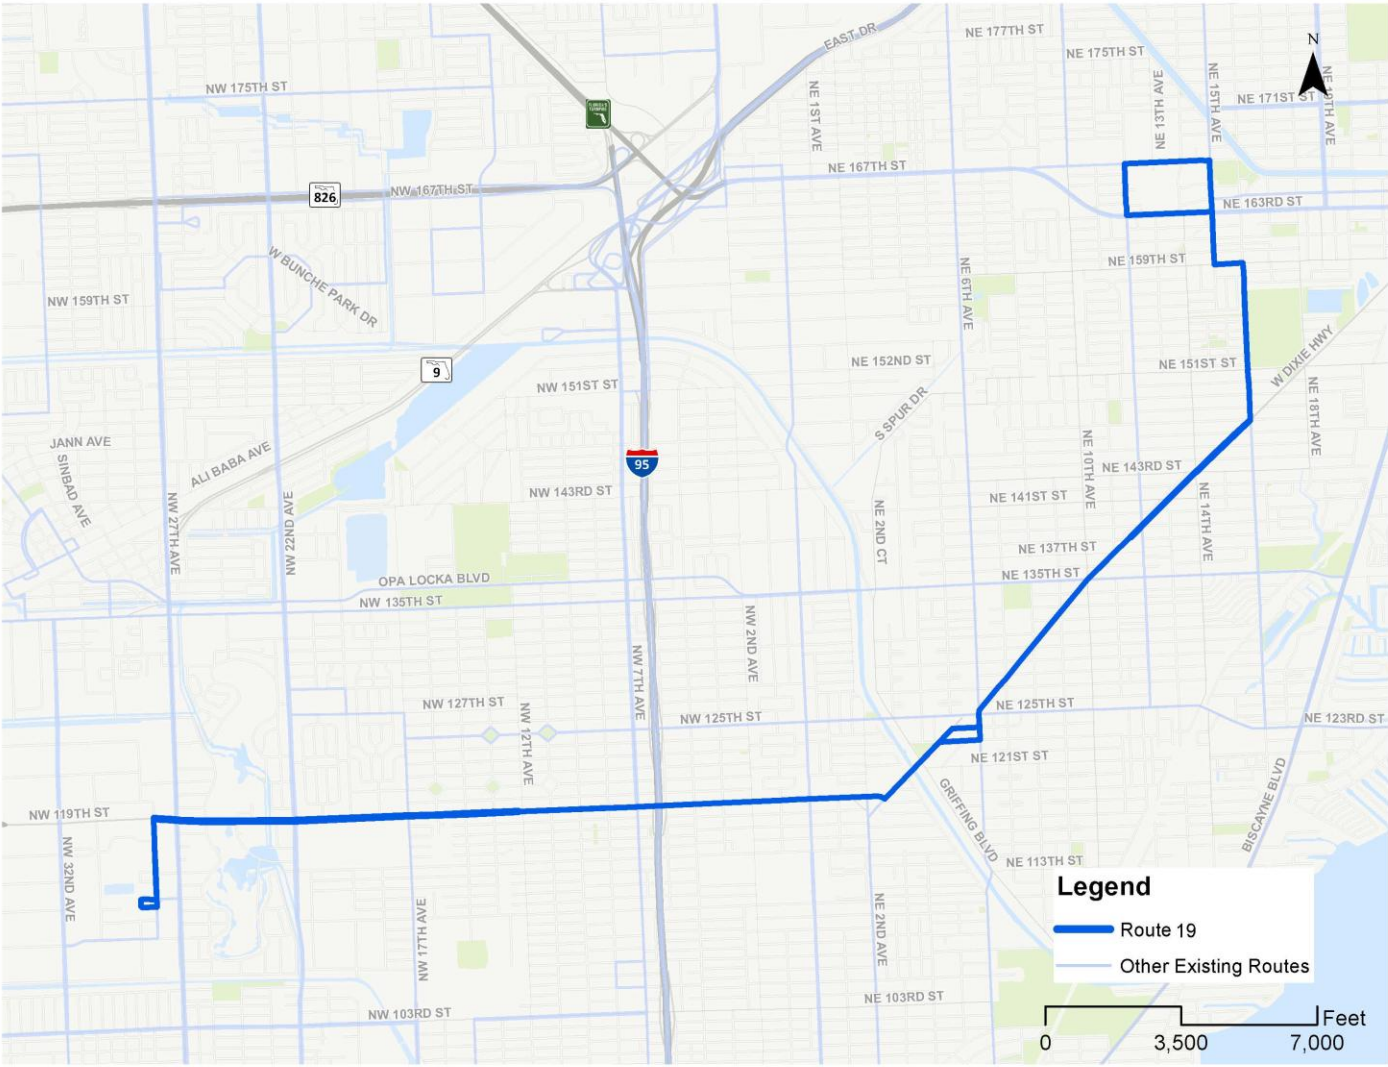 NE 177TH ST
EAST DR
NE 175TH ST
N
NW 175TH ST
NE 1ST AVE
NE 13TH AVE
NE 15TH AVE
NE 171ST ST
NE 19TH AVE
NE 167TH ST
826
NW 167TH ST
NE 163RD ST
W BUNCHE PARK DR
NE 159TH ST
NW 159TH ST
NE 6TH AVE
9
NE 152ND ST
NE 151ST ST
W DIXIE HWY
NW 151ST ST
S SPUR DR
NE 18TH AVE
JANN AVE
SINBAD AVE
ALI BABA AVE
95
NE 10TH AVE
NE 143RD ST
NW 143RD ST
NE 141ST ST
NE 14TH AVE
NW 27TH AVE
NW 22ND AVE
NE 2ND CT
NE 137TH ST
NE 135TH ST
OPA LOCKA BLVD
NW 135TH ST
NW 2ND AVE
NW 7TH AVE
NW 127TH ST
NW 12TH AVE
NW 125TH ST
NE 125TH ST
NE 123RD ST
NE 121ST ST
BISCAYNE BLVD
GRIFFING BLVD
NW 119TH ST
NW 32ND AVE
NE 113TH ST
NW 17TH AVE
NE 2ND AVE
NE 103RD ST
NW 103RD ST
Legend
Route 19
Other Existing Routes
Feet
0 3,500 7,000